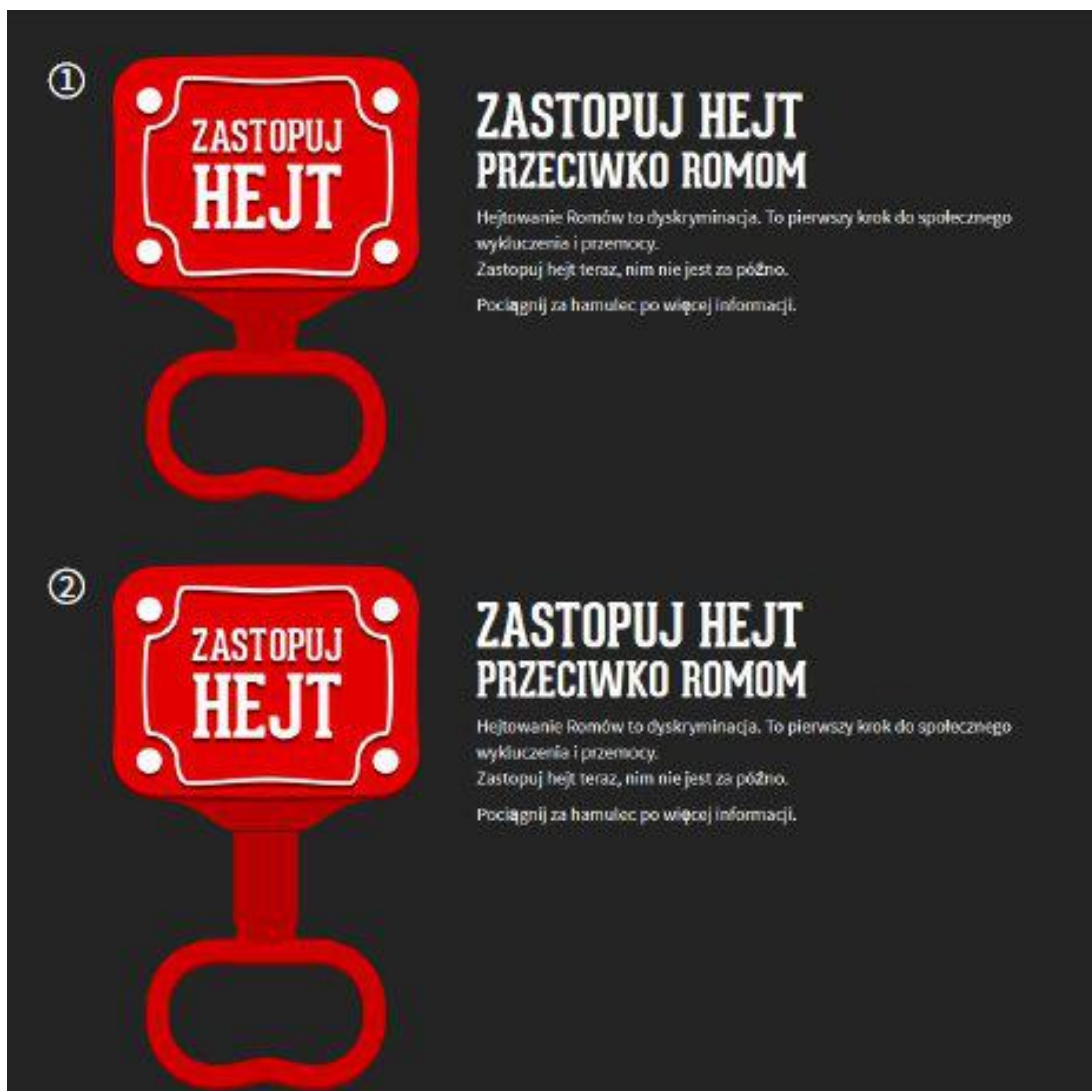 ①
ZASTOPUJ
HEJT
ZASTOPUJ HEJT
PRZECIWKO ROMOM
Hejtowanie Romów to dyskryminacja. To pierwszy krok do społecznego
wykluczenia i przemocy.
Zastopuj hejt teraz, nim nie jest za późno.
Pociągnij za hamulec po więcej informacji.
②
ZASTOPUJ
HEJT
ZASTOPUJ HEJT
PRZECIWKO ROMOM
Hejtowanie Romów to dyskryminacja. To pierwszy krok do społecznego
wykluczenia i przemocy.
Zastopuj hejt teraz, nim nie jest za późno.
Pociągnij za hamulec po więcej informacji.